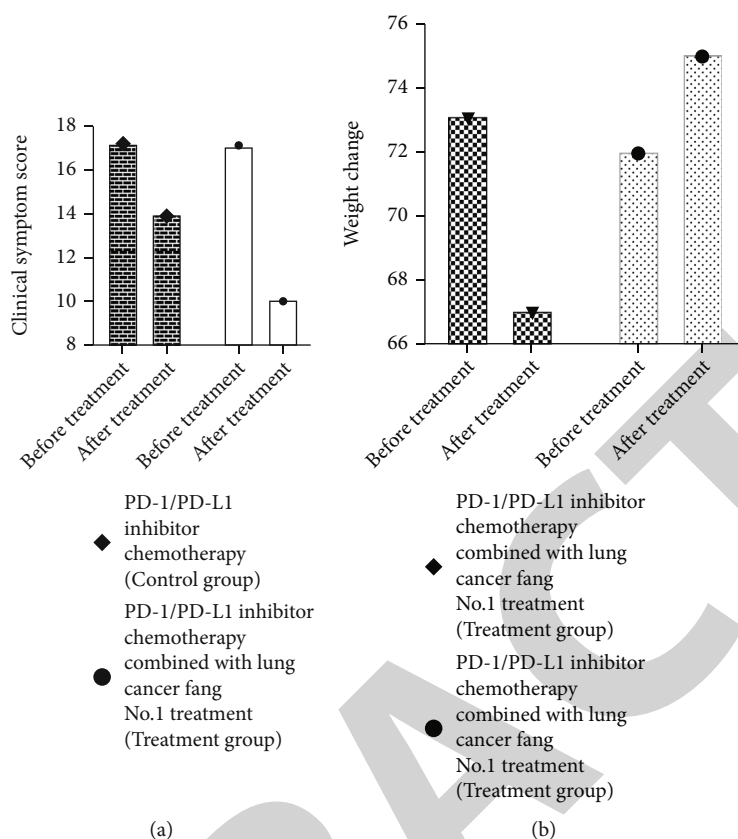 Clinical symptom score
18
16
14
12
10
8
Before treatment
After treatment
Before treatment
After treatment
PD-1/PD-L1
inhibitor
chemotherapy
(Control group)
PD-1/PD-L1 inhibitor
chemotherapy
combined with lung
cancer fang
No.1 treatment
(Treatment group)
(a)
Weight change
76
74
72
70
68
66
Before treatment
After treatment
Before treatment
After treatment
PD-1/PD-L1 inhibitor
chemotherapy
combined with lung
cancer fang
No.1 treatment
(Treatment group)
PD-1/PD-L1 inhibitor
chemotherapy
combined with lung
cancer fang
No.1 treatment
(Treatment group)
(b)